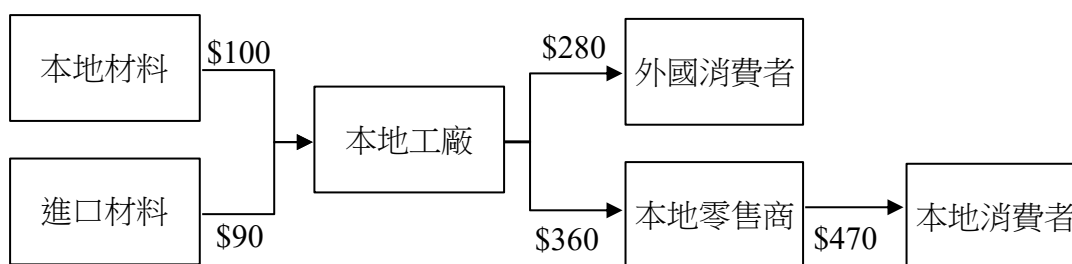 本地材料
$100
進口材料
$90
本地工廠
$280
外國消費者
$360
本地零售商
$470
本地消費者